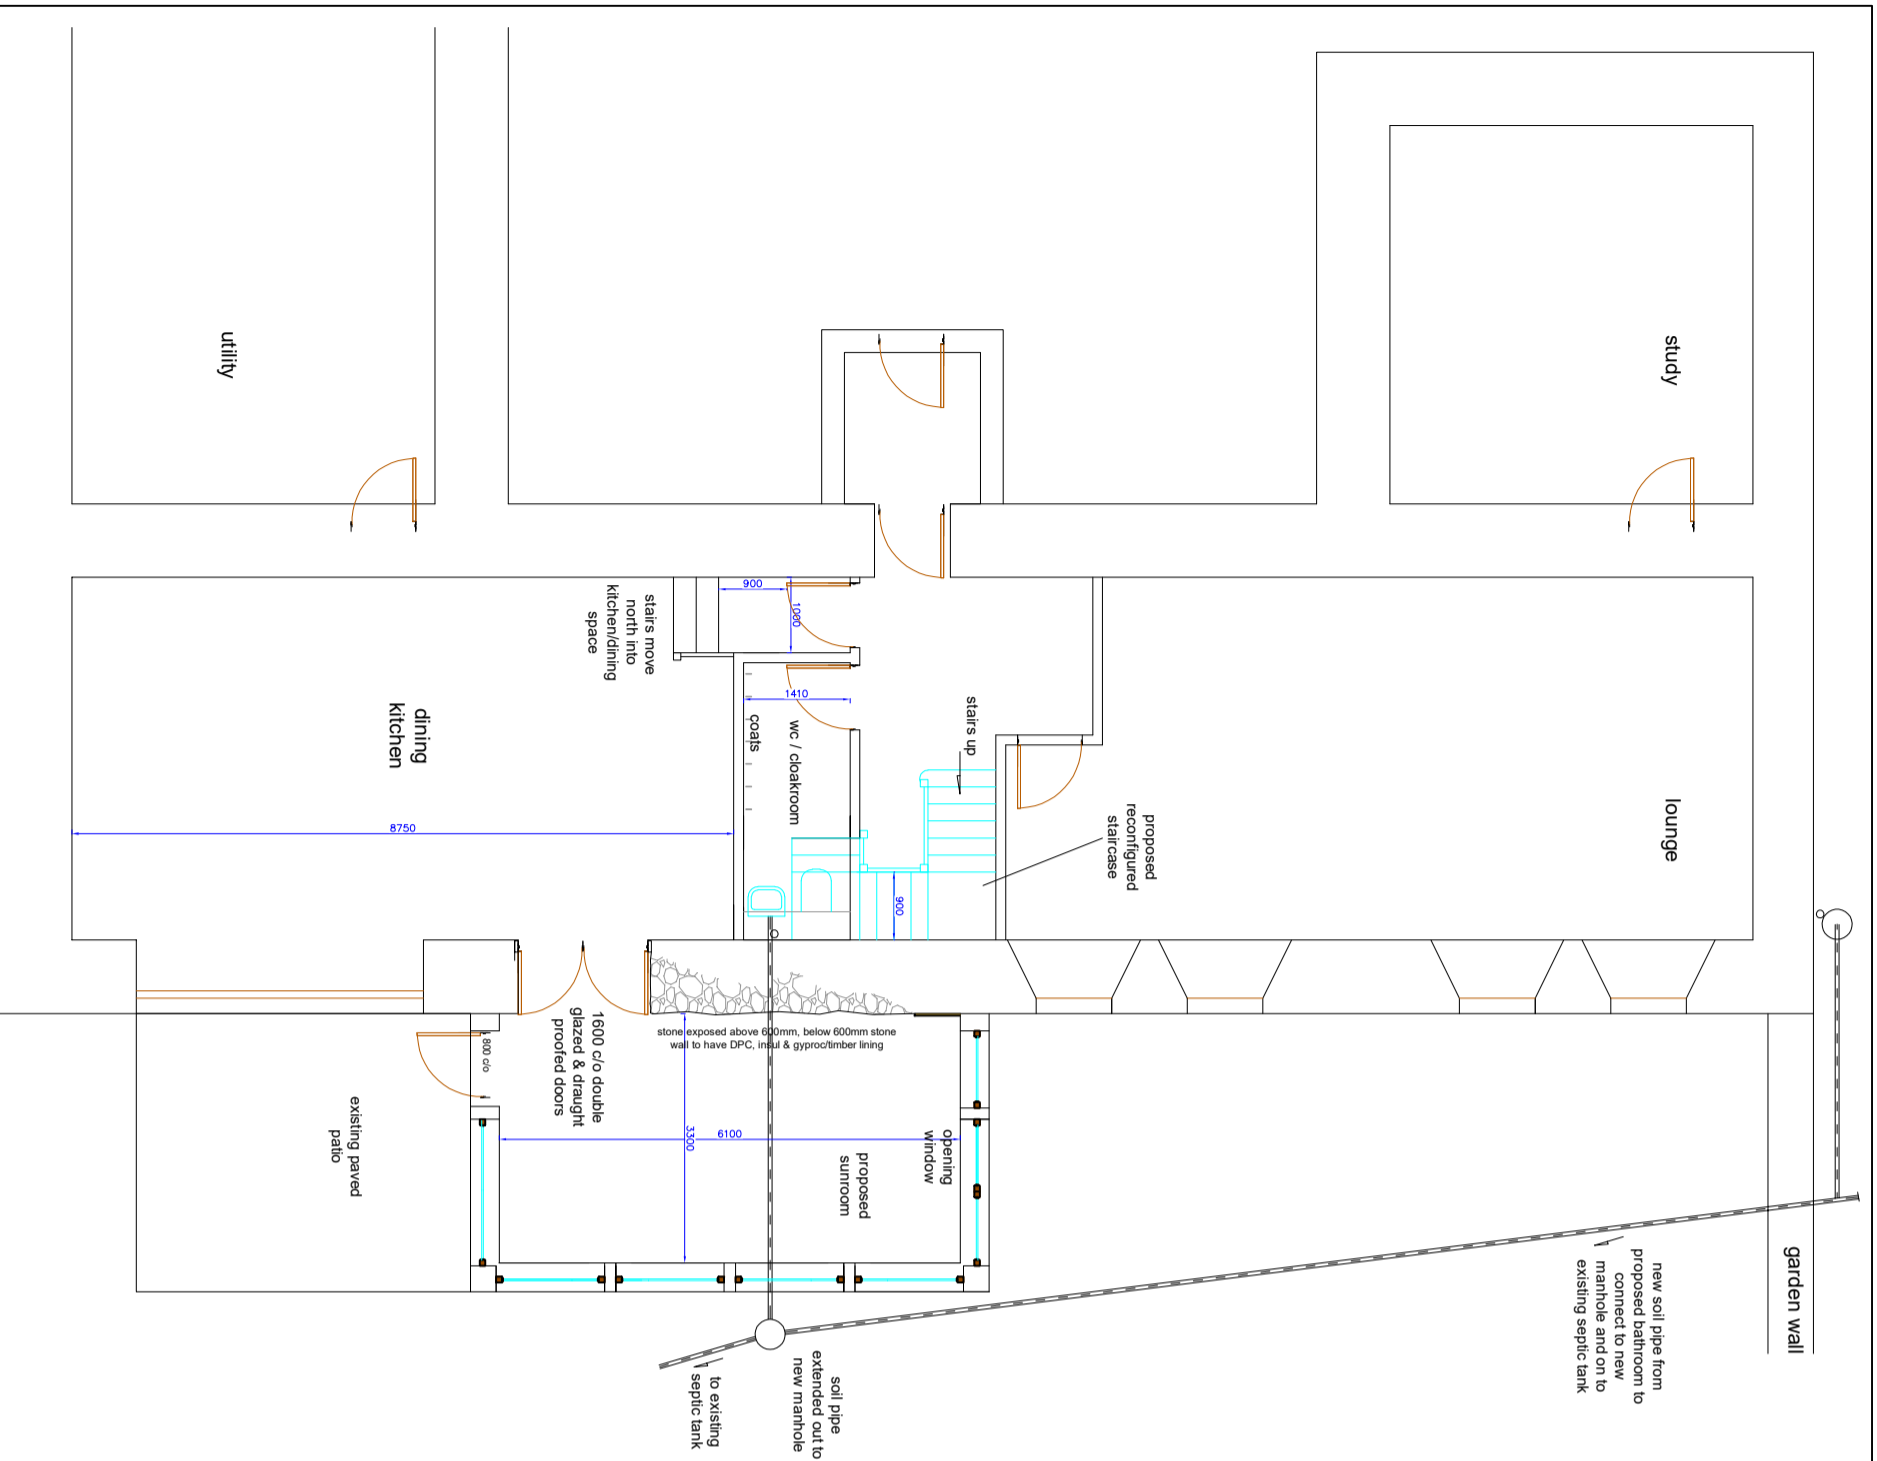 utility
study
stairs move
north into
kitchen/dining
space
900
1000
1410
dining
kitchen
coats
wc / cloakroom
stairs up
proposed
reconfigured
staircase
lounge
8750
900
stone exposed above 600mm, below 600mm stone
wall to have DPC, insul & gyproc/timber lining
1600 c/o double
glazed & draught
proofed doors
800 c/o
existing paved
patio
6100
3300
opening
window
proposed
sunroom
garden wall
new soil pipe from
proposed bathroom to
connect to new
manhole and on to
existing septic tank
soil pipe
extended out to
new manhole
to existing
septic tank